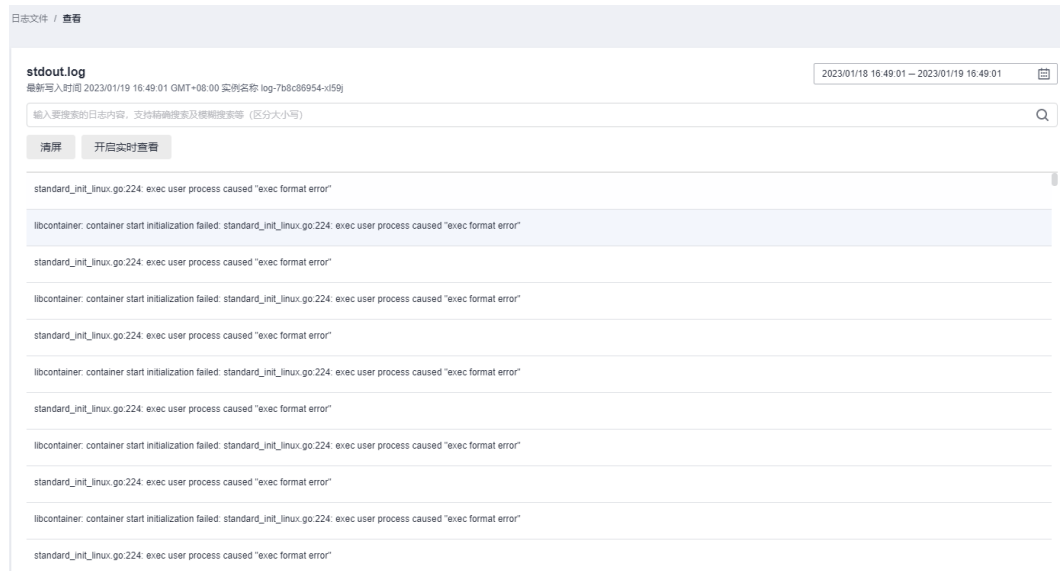 日志文件 / 查看
stdout.log
2023/01/18 16:49:01 — 2023/01/19 16:49:01
最新写入时间 2023/01/19 16:49:01 GMT+08:00 实例名称 log-7b8c86954-xl59j
输入要搜索的日志内容，支持精确搜索及模糊搜索等（区分大小写）
清屏 开启实时查看
standard_init_linux.go:224: exec user process caused "exec format error"
libcontainer: container start initialization failed: standard_init_linux.go:224: exec user process caused "exec format error"
standard_init_linux.go:224: exec user process caused "exec format error"
libcontainer: container start initialization failed: standard_init_linux.go:224: exec user process caused "exec format error"
standard_init_linux.go:224: exec user process caused "exec format error"
libcontainer: container start initialization failed: standard_init_linux.go:224: exec user process caused "exec format error"
standard_init_linux.go:224: exec user process caused "exec format error"
libcontainer: container start initialization failed: standard_init_linux.go:224: exec user process caused "exec format error"
standard_init_linux.go:224: exec user process caused "exec format error"
libcontainer: container start initialization failed: standard_init_linux.go:224: exec user process caused "exec format error"
standard_init_linux.go:224: exec user process caused "exec format error"